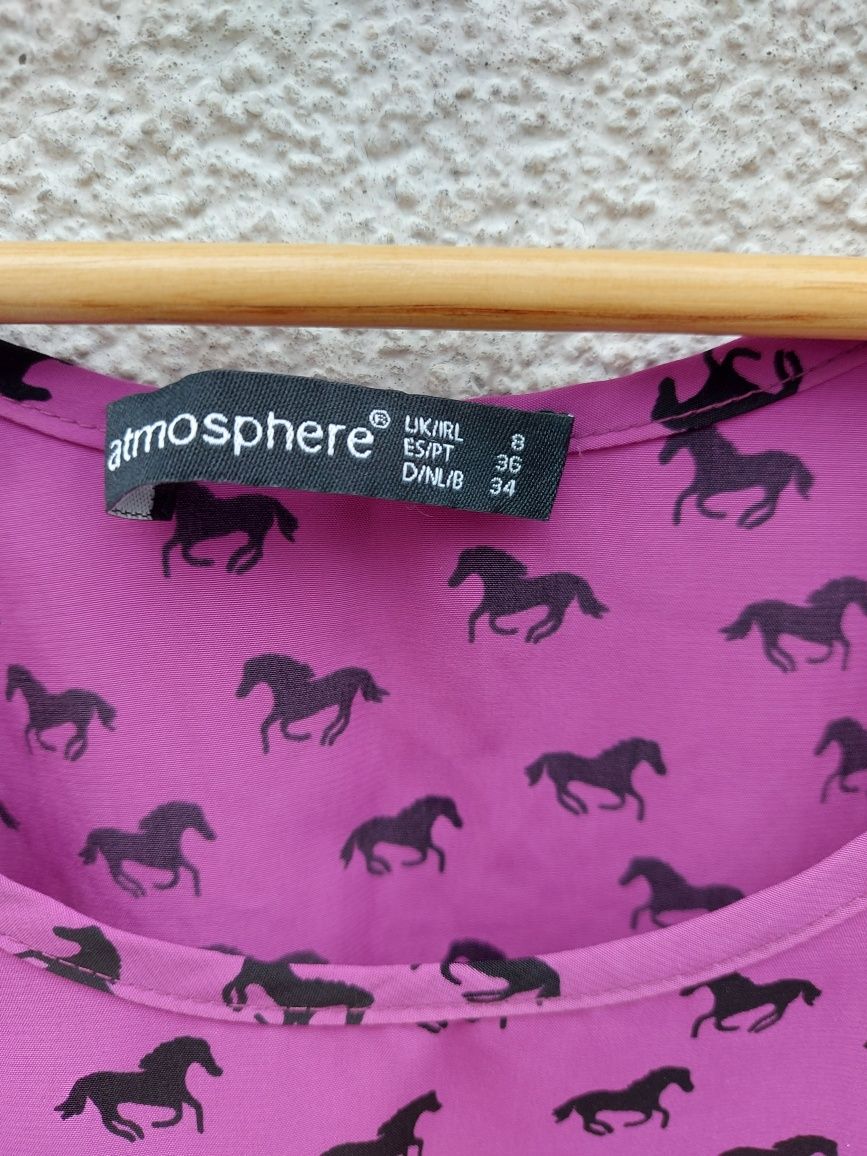 atmosphere®
UK/IRL 8
ES/PT 36
D/NL/B 34